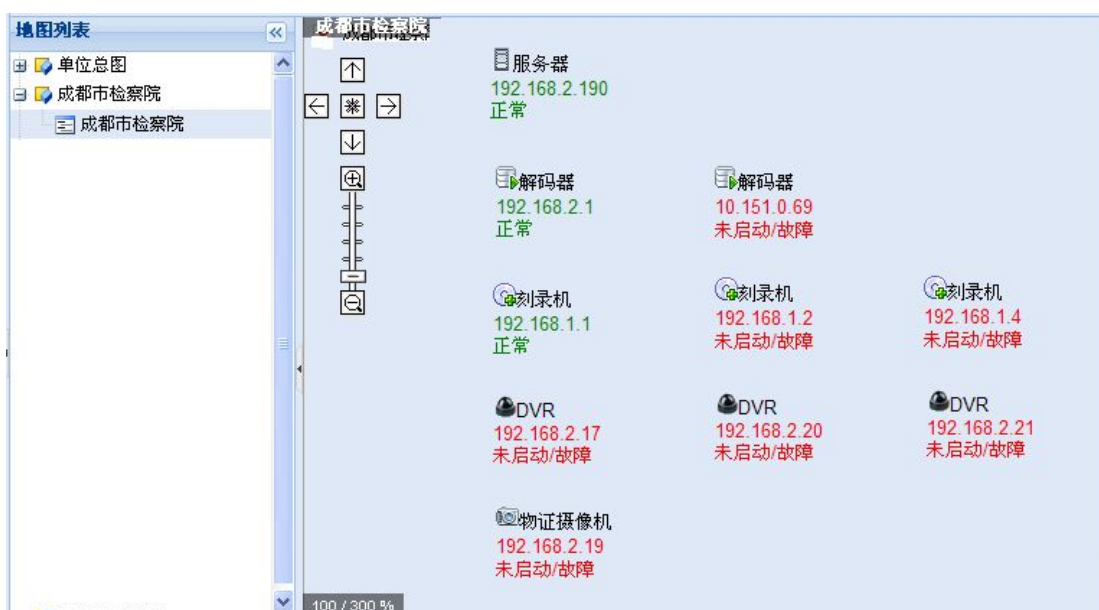 地图列表
单位总图
成都市检察院
成都市检察院
成都市检察院
服务器
192.168.2.190
正常
解码器
192.168.2.1
正常
解码器
10.151.0.69
未启动/故障
刻录机
192.168.1.1
正常
刻录机
192.168.1.2
未启动/故障
刻录机
192.168.1.4
未启动/故障
DVR
192.168.2.17
未启动/故障
DVR
192.168.2.20
未启动/故障
DVR
192.168.2.21
未启动/故障
物证摄像机
192.168.2.19
未启动/故障
100 / 300 %